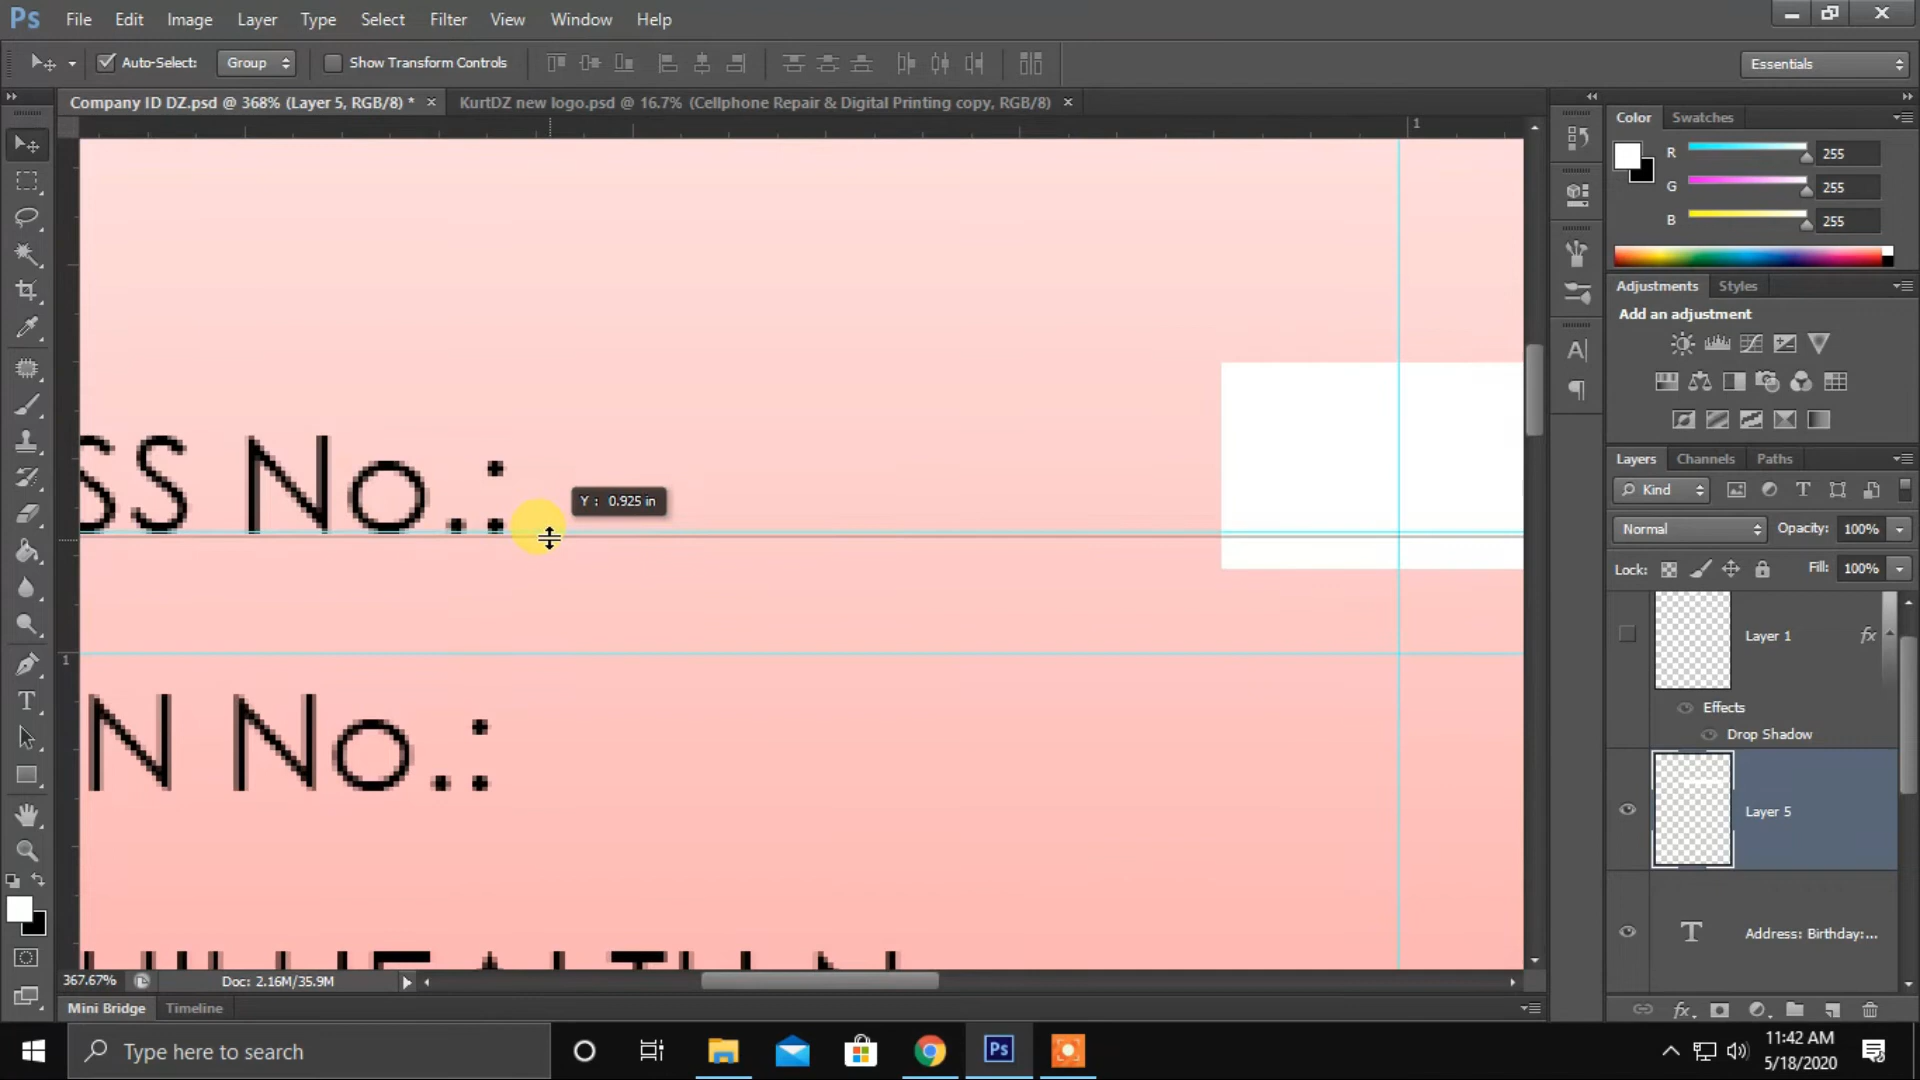 Ps File Edit Image Layer Type Select Filter View Window Help
Auto-Select: Group Show Transform Controls Essentials
Company ID DZ.psd @ 368% (Layer 5, RGB/8) * × KurtDZ new logo.psd @ 16.7% (Cellphone Repair & Digital Printing copy, RGB/8) ×
1
1
SS No.:
Y : 0.925 in
N No.:
Color Swatches
R 255
G 255
B 255
Adjustments Styles
Add an adjustment
Layers Channels Paths
Kind
Normal Opacity: 100%
Lock: Fill: 100%
Layer 1 fx
Effects
Drop Shadow
Layer 5
T Address: Birthday:...
367.67% Doc: 2.16M/35.9M
Mini Bridge Timeline
Type here to search
Ps
11:42 AM
5/18/2020